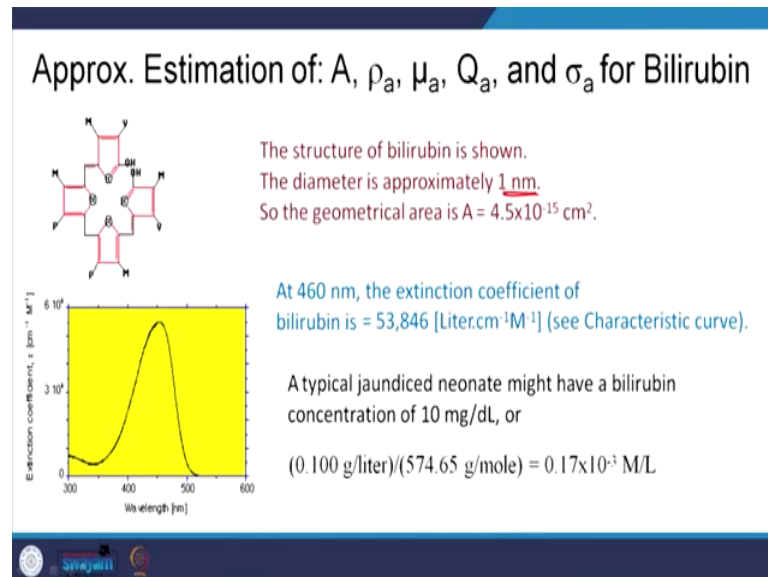 Approx. Estimation of: A, ρa, μa, Qa, and σa for Bilirubin
M
V
OH
OH
M
M
P
V
P
M
The structure of bilirubin is shown.
The diameter is approximately 1 nm.
So the geometrical area is A = 4.5x10⁻¹⁵ cm².
At 460 nm, the extinction coefficient of
bilirubin is = 53,846 [Liter.cm⁻¹M⁻¹] (see Characteristic curve).
A typical jaundiced neonate might have a bilirubin
concentration of 10 mg/dL, or
(0.100 g/liter)/(574.65 g/mole) = 0.17x10⁻³ M/L
Extinction coefficient, ε [cm⁻¹ M⁻¹]
6 10⁴
3 10⁴
0
300
400
500
600
Wavelength [nm]
swayam